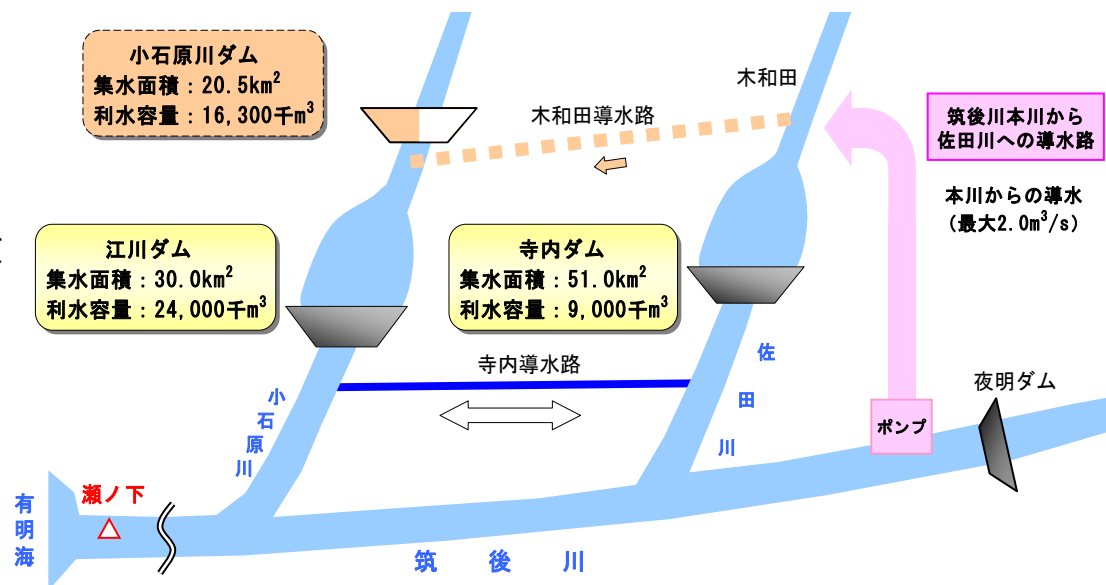 小石原川ダム
集水面積：20.5km²
利水容量：16,300千m³
木和田
木和田導水路
筑後川本川から
佐田川への導水路
本川からの導水
（最大2.0m³/s）
江川ダム
集水面積：30.0km²
利水容量：24,000千m³
寺内ダム
集水面積：51.0km²
利水容量：9,000千m³
寺内導水路
佐田川
小石原川
夜明ダム
ポンプ
瀬ノ下
有明海
筑後川